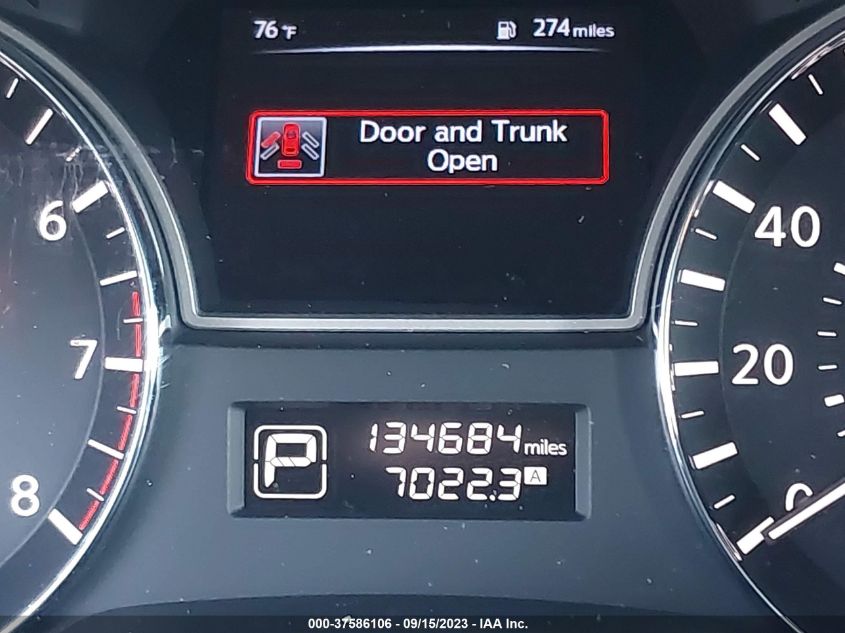 76 °F 274 miles
Door and Trunk
Open
6
7
8
40
20
0
P
134684 miles
7022.3 A
000-37586106 - 09/15/2023 - IAA Inc.